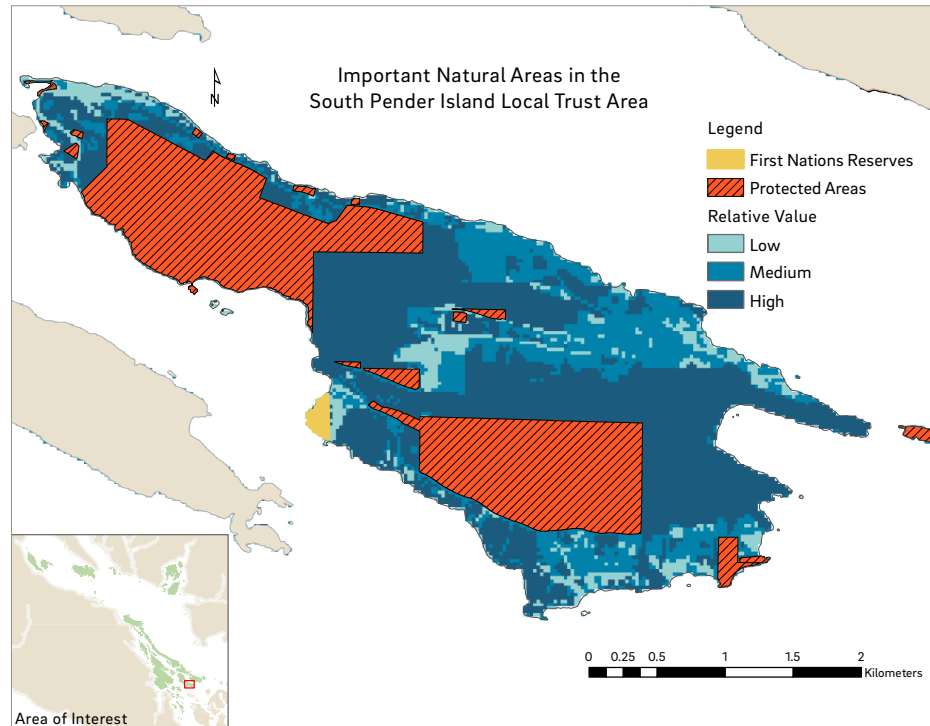 Important Natural Areas in the
South Pender Island Local Trust Area
N
Legend
First Nations Reserves
Protected Areas
Relative Value
Low
Medium
High
0 0.25 0.5 1 1.5 2
Kilometers
Area of Interest